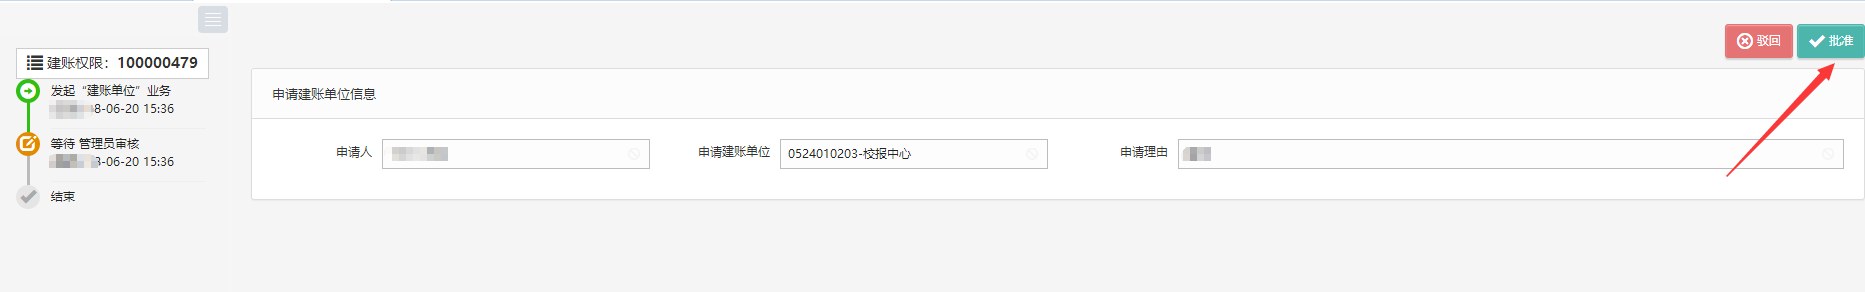 驳回
批准
建账权限：100000479
发起“建账单位”业务
8-06-20 15:36
等待 管理员审核
3-06-20 15:36
结束
申请建账单位信息
申请人
申请建账单位 0524010203-校报中心
申请理由